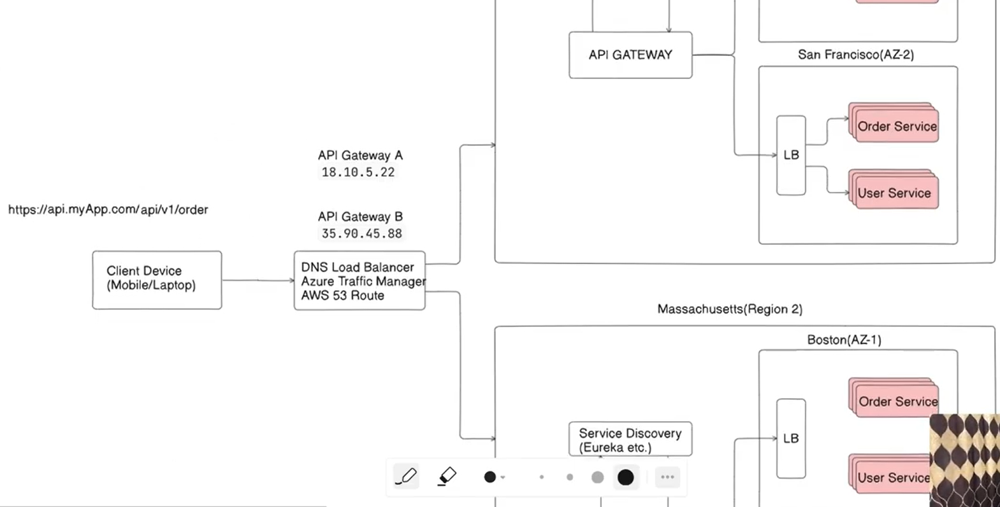 API GATEWAY
San Francisco(AZ-2)
Order Service
LB
User Service
API Gateway A
18.10.5.22
https://api.myApp.com/api/v1/order
API Gateway B
35.90.45.88
Client Device
(Mobile/Laptop)
DNS Load Balancer
Azure Traffic Manager
AWS 53 Route
Massachusetts(Region 2)
Boston(AZ-1)
Order Service
Service Discovery
(Eureka etc.)
LB
User Service